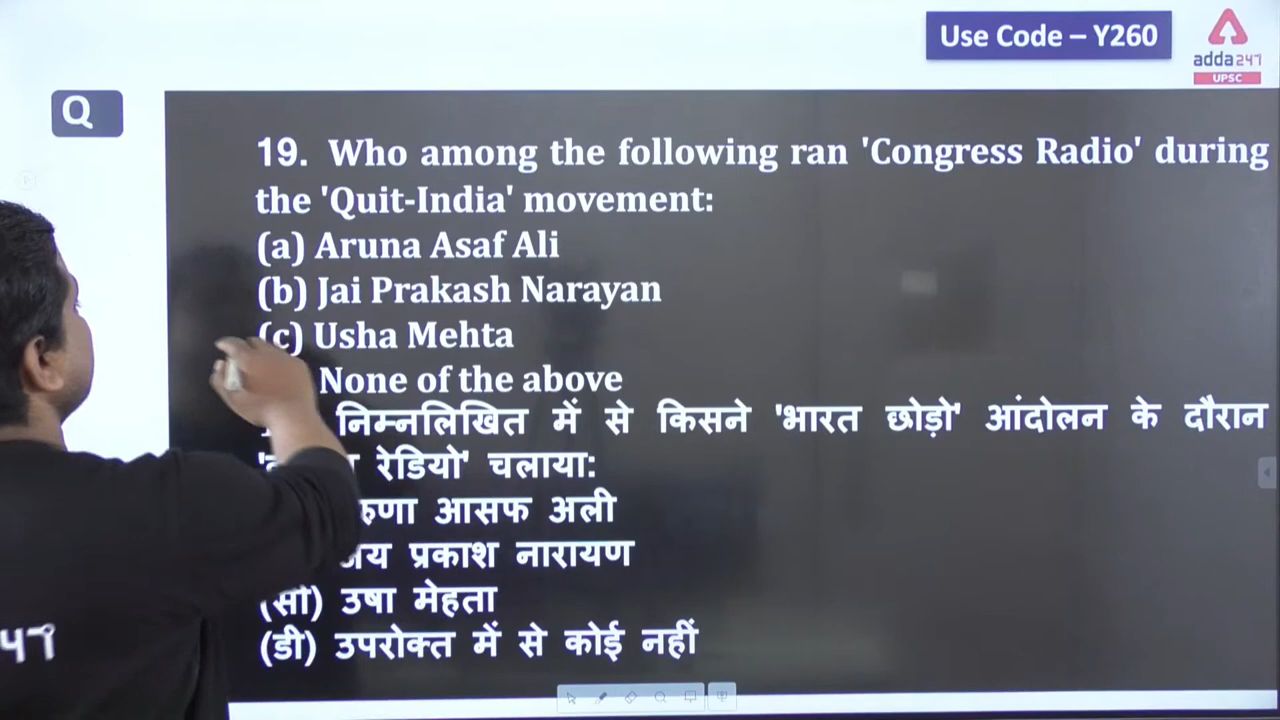 Use Code – Y260
adda247
UPSC
Q
19. Who among the following ran 'Congress Radio' during
the 'Quit-India' movement:
(a) Aruna Asaf Ali
(b) Jai Prakash Narayan
(c) Usha Mehta
None of the above
निम्नलिखित में से किसने 'भारत छोड़ो' आंदोलन के दौरान
रेडियो' चलाया:
आसफ अली
प्रकाश नारायण
(सी) उषा मेहता
(डी) उपरोक्त में से कोई नहीं
47